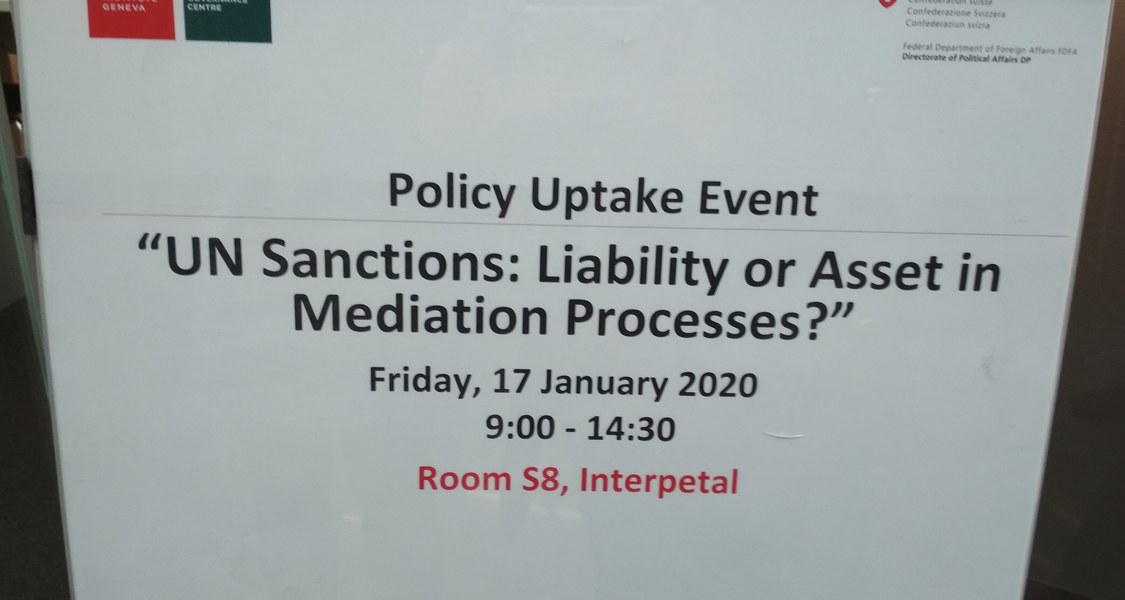 GENEVA
CENTRE
Confederazione Svizzera
Confederaziun svizra
Federal Department of Foreign Affairs FDFA
Directorate of Political Affairs DP
Policy Uptake Event
“UN Sanctions: Liability or Asset in
Mediation Processes?”
Friday, 17 January 2020
9:00 - 14:30
Room S8, Interpetal